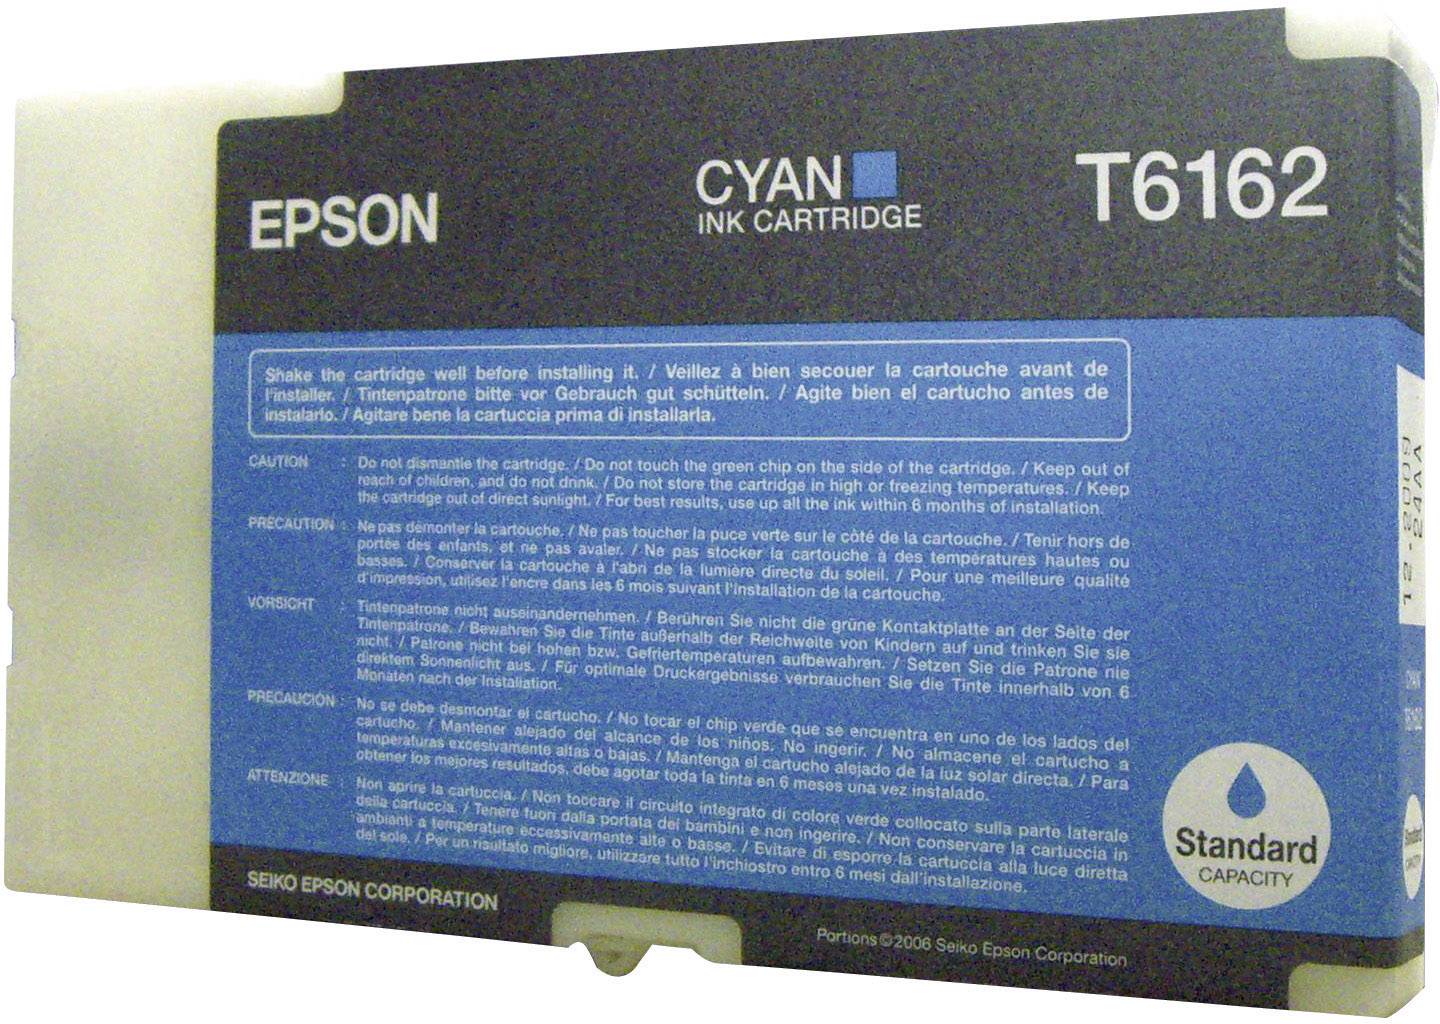 EPSON
CYAN
INK CARTRIDGE
T6162
Shake the cartridge well before installing it. / Veillez à bien secouer la cartouche avant de
l'installer. / Tintenpatrone bitte vor Gebrauch gut schütteln. / Agite bien el cartucho antes de
instalarlo. / Agitare bene la cartuccia prima di installarla.
CAUTION : Do not dismantle the cartridge. / Do not touch the green chip on the side of the cartridge. / Keep out of
reach of children, and do not drink. / Do not store the cartridge in high or freezing temperatures. / Keep
the cartridge out of direct sunlight. / For best results, use up all the ink within 6 months of installation.
PRÉCAUTION : Ne pas démonter la cartouche. / Ne pas toucher la puce verte sur le côté de la cartouche. / Tenir hors de
portée des enfants, et ne pas avaler. / Ne pas stocker la cartouche à des températures hautes ou
basses. / Conserver la cartouche à l'abri de la lumière directe du soleil. / Pour une meilleure qualité
d'impression, utilisez l'encre dans les 6 mois suivant l'installation de la cartouche.
VORSICHT : Tintenpatrone nicht auseinandernehmen. / Berühren Sie nicht die grüne Kontaktplatte an der Seite der
Tintenpatrone. / Bewahren Sie die Tinte außerhalb der Reichweite von Kindern auf und trinken Sie sie
nicht. / Patrone nicht bei hohen bzw. Gefriertemperaturen aufbewahren. / Setzen Sie die Patrone nie
direktem Sonnenlicht aus. / Für optimale Druckergebnisse verbrauchen Sie die Tinte innerhalb von 6
Monaten nach der Installation.
PRECAUCIÓN : No se debe desmontar el cartucho. / No tocar el chip verde que se encuentra en uno de los lados del
cartucho. / Mantener alejado del alcance de los niños. No ingerir. / No almacene el cartucho a
temperaturas excesivamente altas o bajas. / Mantenga el cartucho alejado de la luz solar directa. / Para
obtener los mejores resultados, debe agotar toda la tinta en 6 meses una vez instalado.
ATTENZIONE : Non aprire la cartuccia. / Non toccare il circuito integrato di colore verde collocato sulla parte laterale
della cartuccia. / Tenere fuori dalla portata dei bambini e non ingerire. / Non conservare la cartuccia in
ambianti a temperature eccessivamente alte o basse. / Evitare di esporre la cartuccia alla luce diretta
del sole. / Per un risultato migliore, utilizzare tutto l'inchiostro entro 6 mesi dall'installazione.
Standard
CAPACITY
SEIKO EPSON CORPORATION
Portions©2006 Seiko Epson Corporation
12-2009
24AA
CYAN
T6162
Standard
CAPACITY